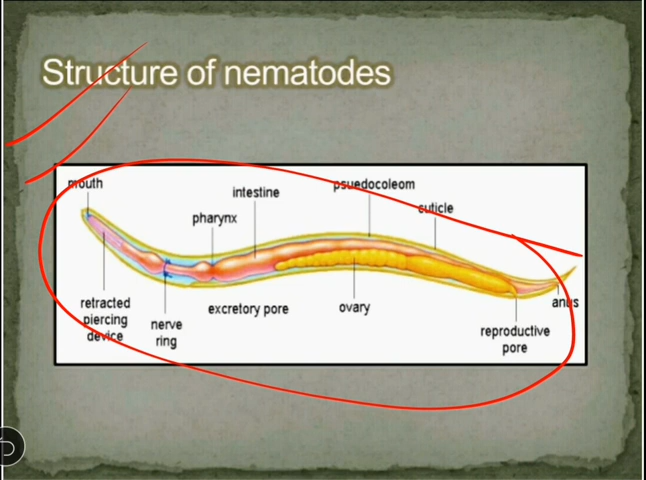 Structure of nematodes
mouth
intestine
psuedocoleom
cuticle
pharynx
retracted
piercing
device
nerve
ring
excretory pore
ovary
reproductive
pore
anus